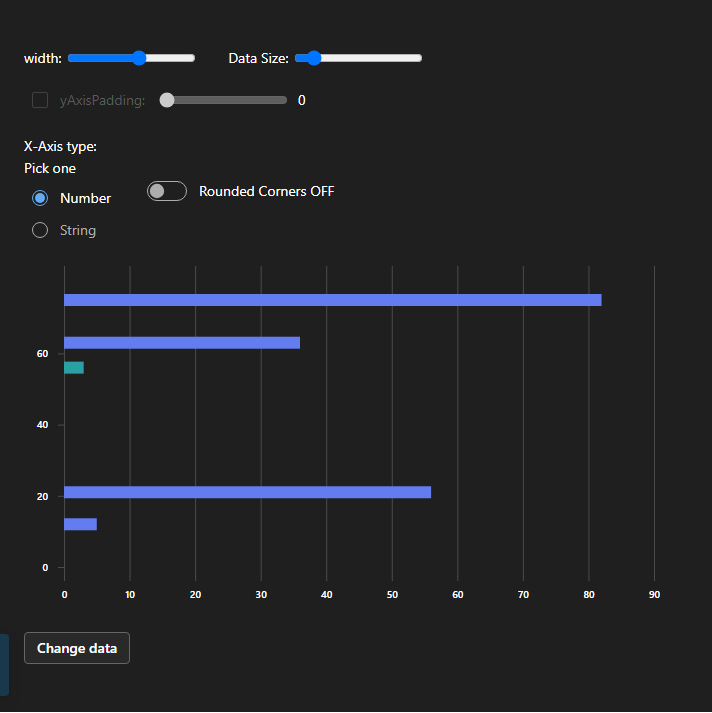 width: Data Size:
yAxisPadding: 0
X-Axis type:
Pick one
Number
Rounded Corners OFF
String
60
40
20
0
0 10 20 30 40 50 60 70 80 90
Change data